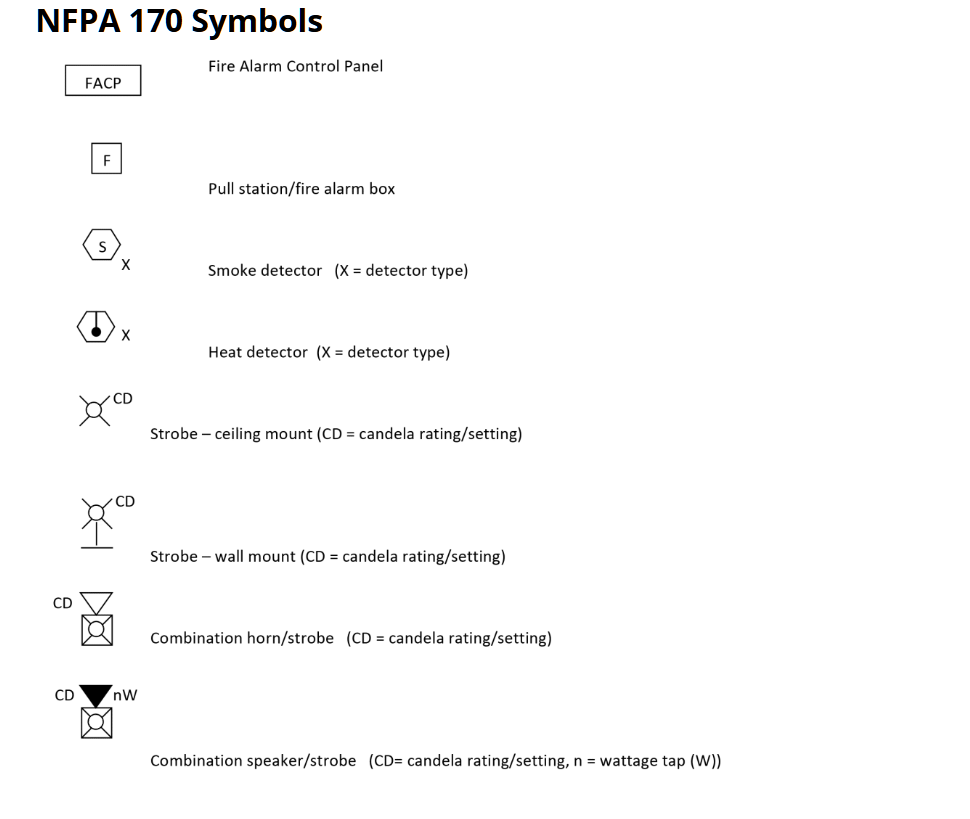 NFPA 170 Symbols
FACP
Fire Alarm Control Panel
F
Pull station/fire alarm box
S
X
Smoke detector (X = detector type)
X
Heat detector (X = detector type)
CD
Strobe – ceiling mount (CD = candela rating/setting)
CD
Strobe – wall mount (CD = candela rating/setting)
CD
Combination horn/strobe (CD = candela rating/setting)
CD nW
Combination speaker/strobe (CD= candela rating/setting, n = wattage tap (W))